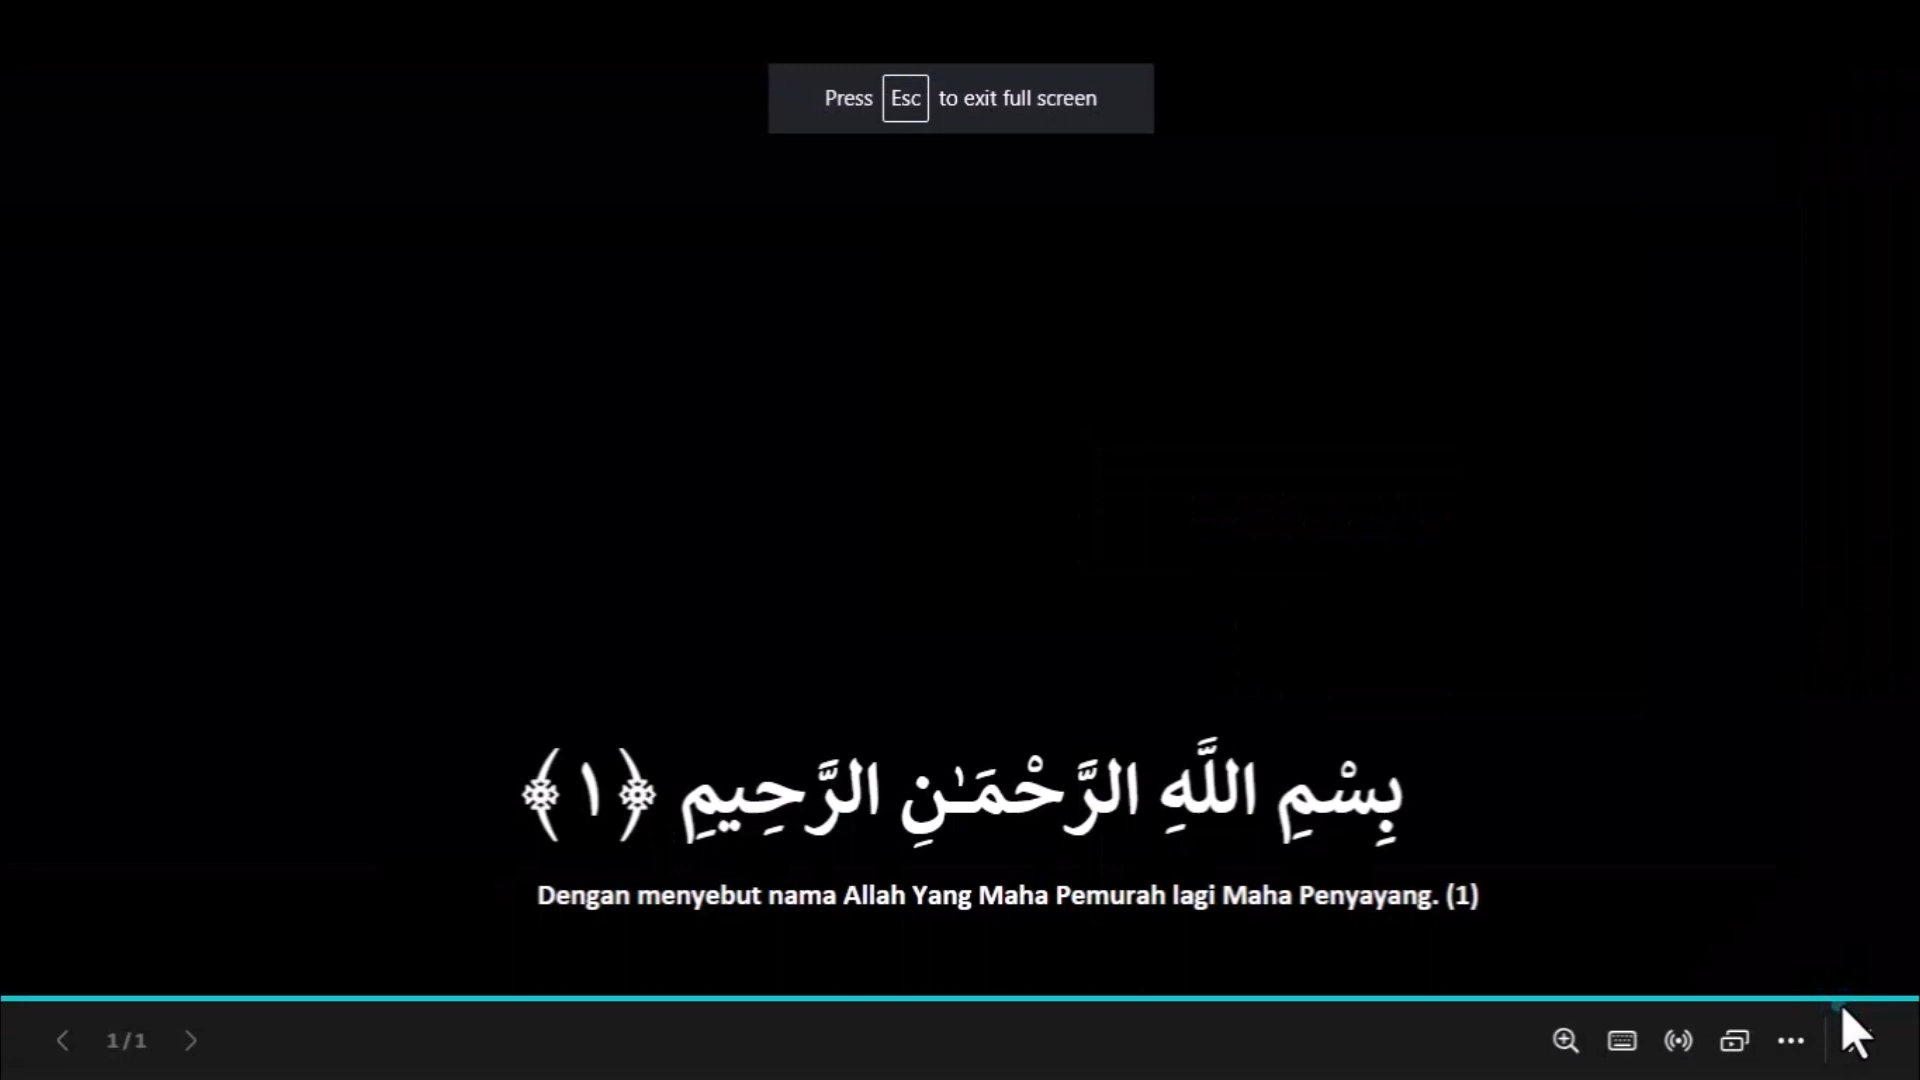 Press Esc to exit full screen
بِسْمِ اللَّهِ الرَّحْمَـٰنِ الرَّحِيمِ ﴿١﴾
Dengan menyebut nama Allah Yang Maha Pemurah lagi Maha Penyayang. (1)
1/1